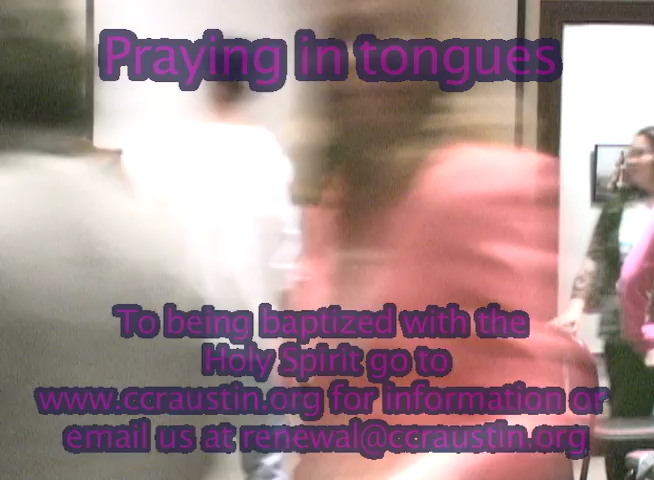 Praying in tongues
To being baptized with the
Holy Spirit go to
www.ccraustin.org for information or
email us at renewal@ccraustin.org